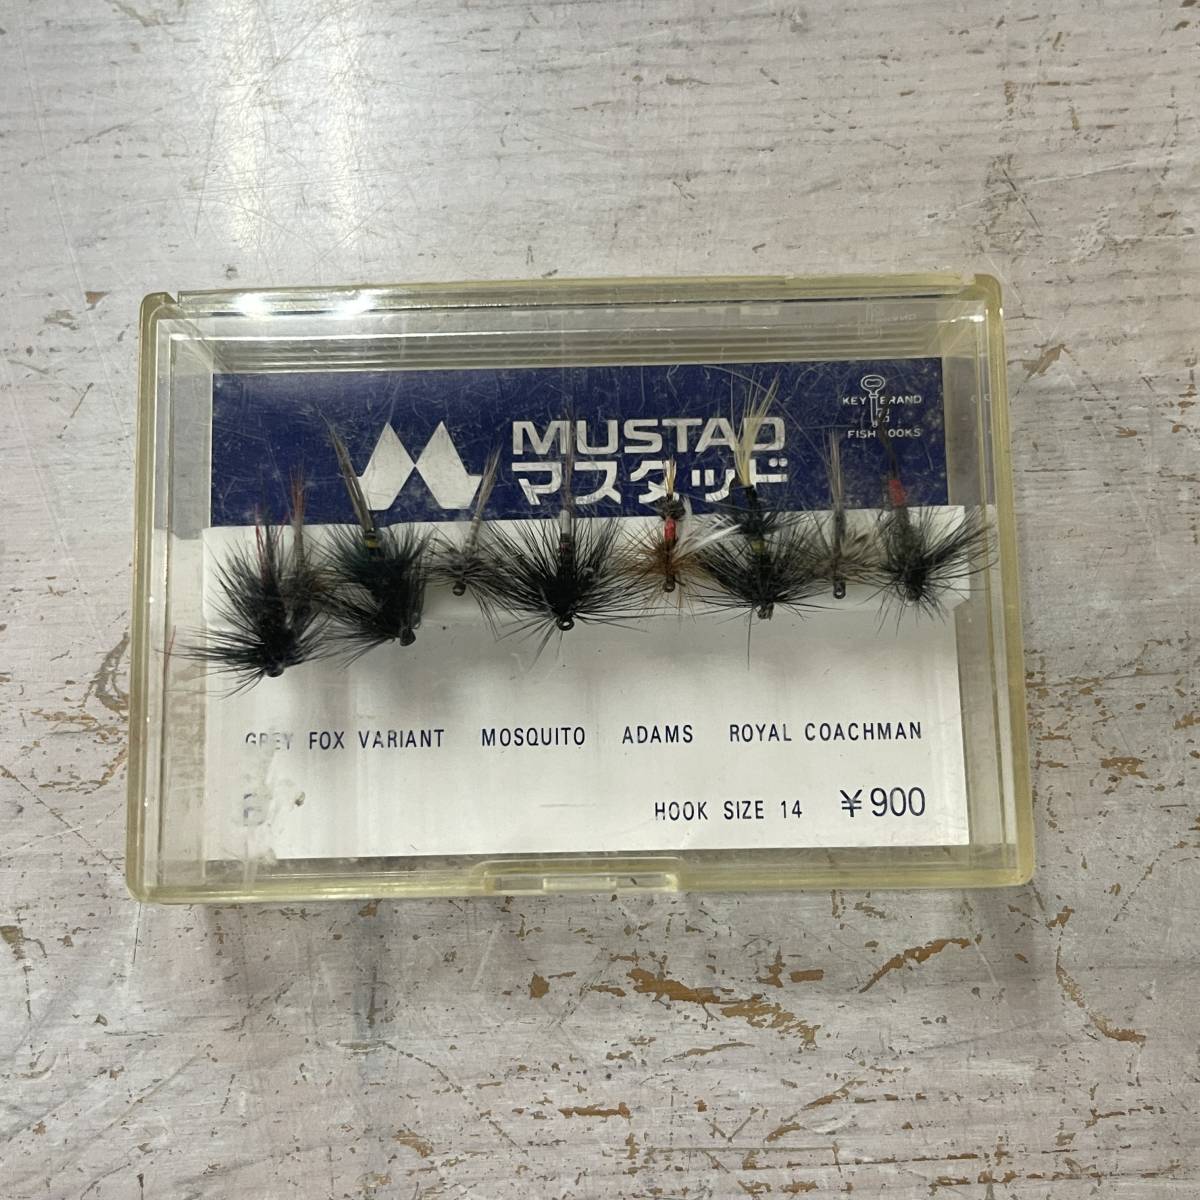 MUSTAD
マスタッド
KEY BRAND
FISH HOOKS
GREY FOX VARIANT MOSQUITO ADAMS ROYAL COACHMAN
HOOK SIZE 14 ¥900